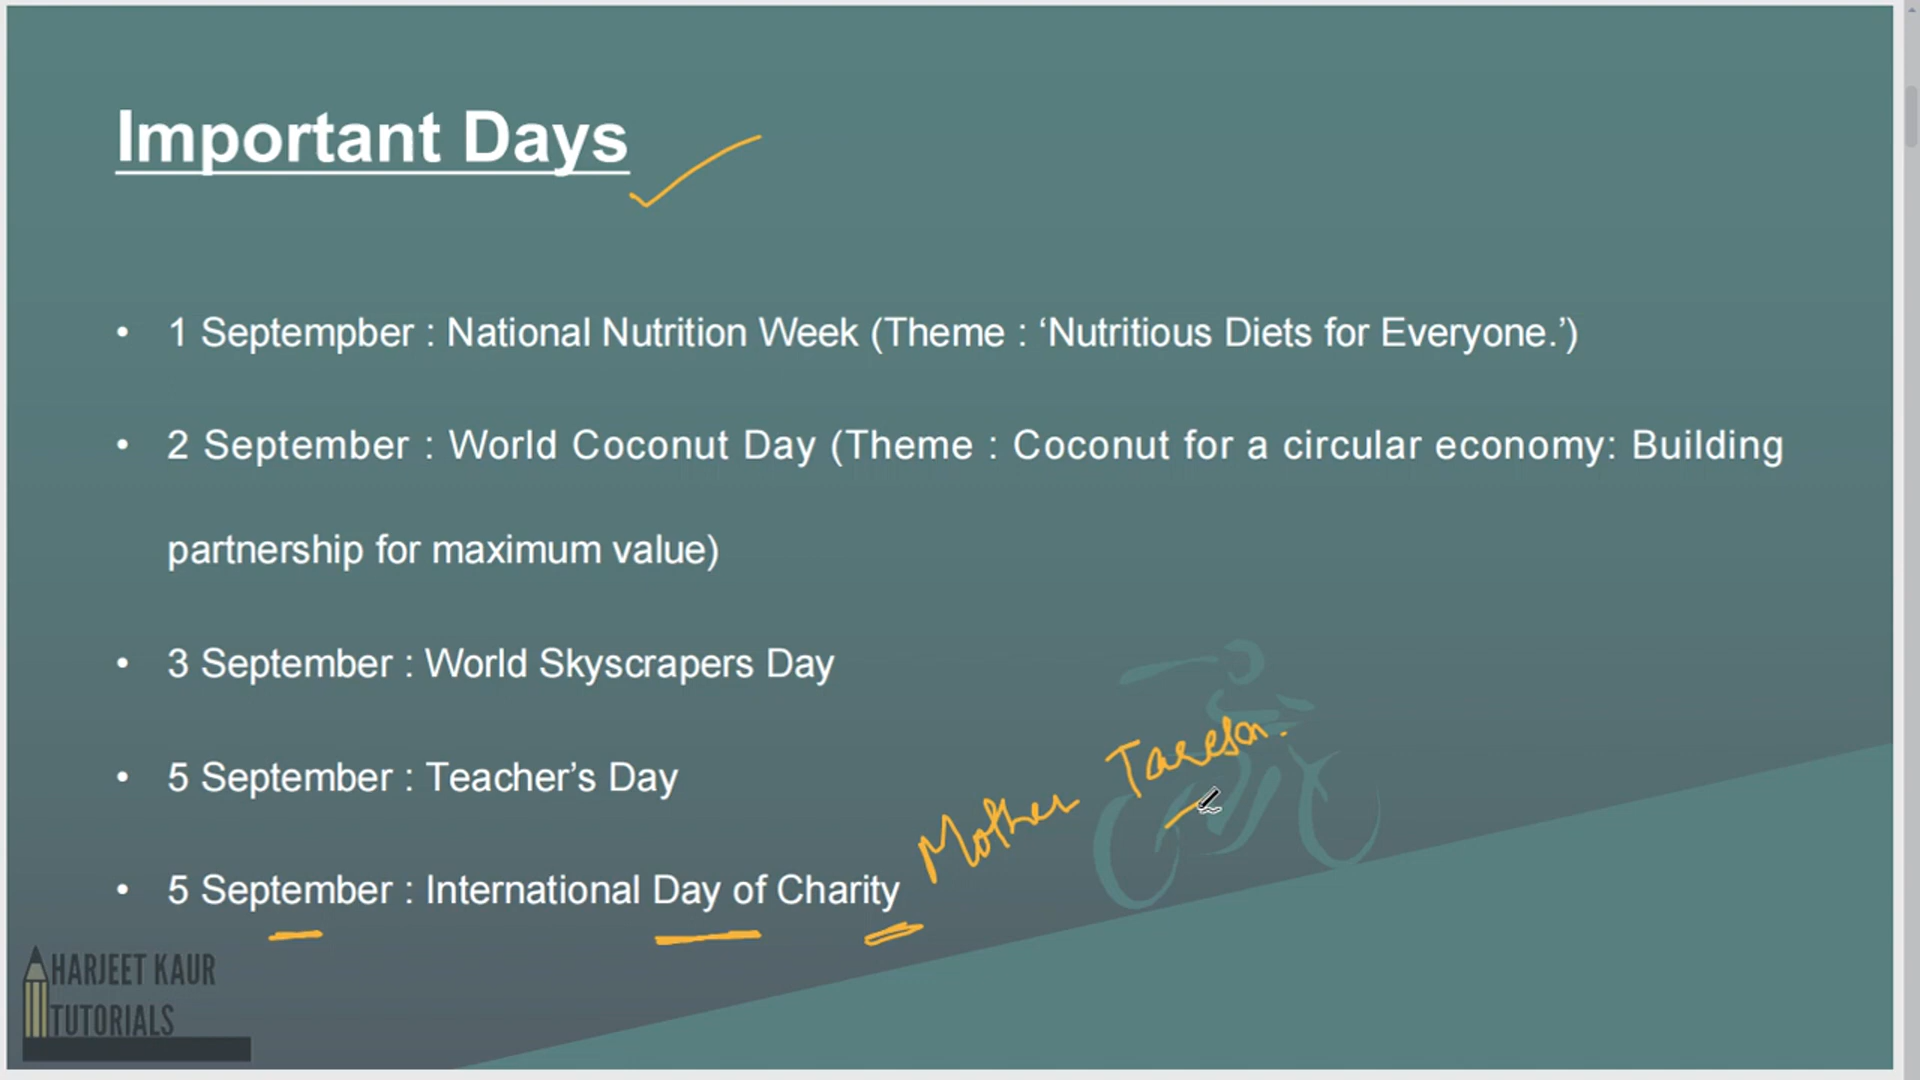 Important Days
• 1 Septempber : National Nutrition Week (Theme : ‘Nutritious Diets for Everyone.’)
• 2 September : World Coconut Day (Theme : Coconut for a circular economy: Building
partnership for maximum value)
• 3 September : World Skyscrapers Day
• 5 September : Teacher’s Day
Mother
• 5 September : International Day of Charity
HARJEET KAUR
TUTORIALS